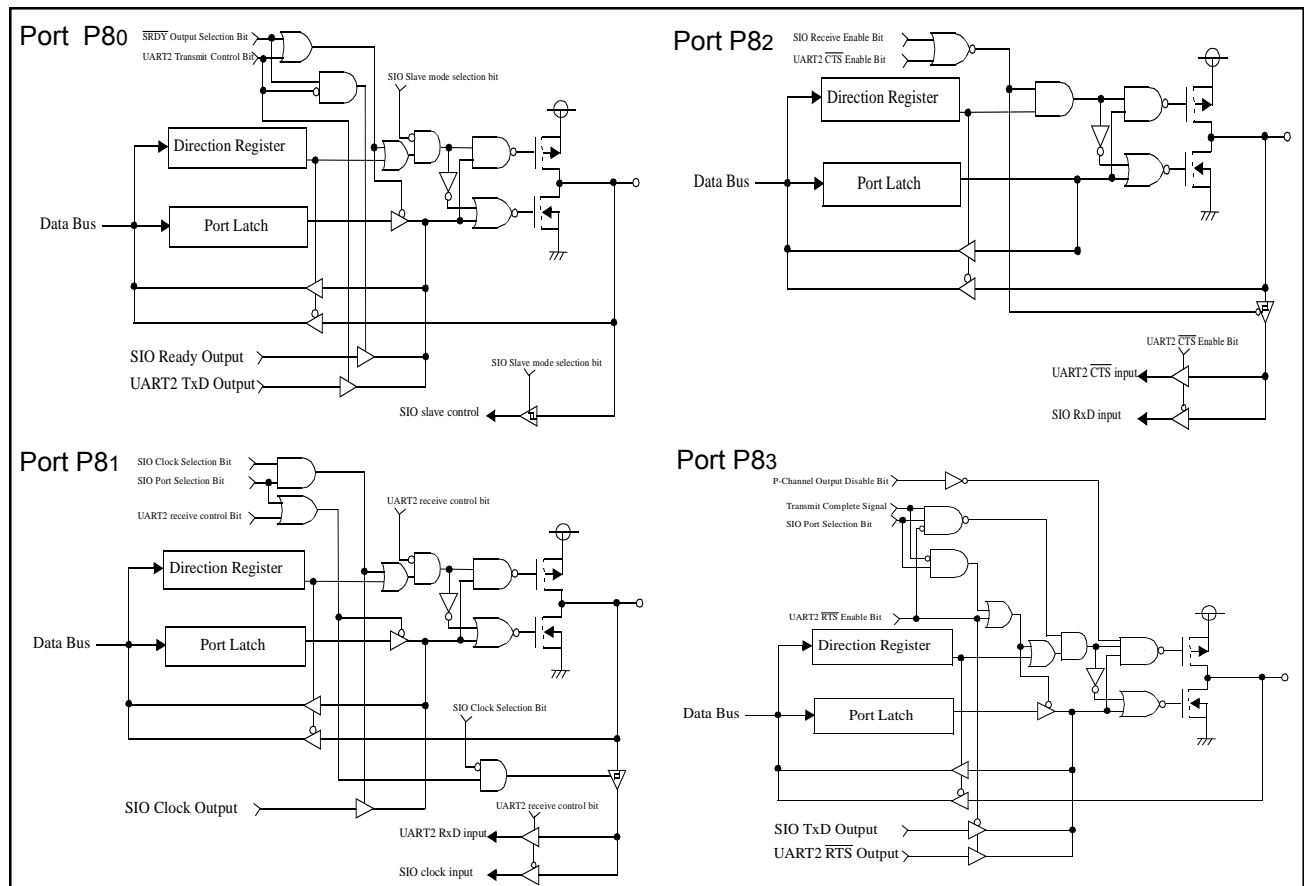 Port P80
SRDY Output Selection Bit
UART2 Transmit Control Bit
SIO Slave mode selection bit
Direction Register
Data Bus
Port Latch
SIO Ready Output
UART2 TxD Output
SIO Slave mode selection bit
SIO slave control
Port P82
SIO Receive Enable Bit
UART2 CTS Enable Bit
Direction Register
Data Bus
Port Latch
UART2 CTS Enable Bit
UART2 CTS input
SIO RxD input
Port P81
SIO Clock Selection Bit
SIO Port Selection Bit
UART2 receive control Bit
UART2 receive control bit
Direction Register
Data Bus
Port Latch
SIO Clock Selection Bit
SIO Clock Output
UART2 receive control bit
UART2 RxD input
SIO clock input
Port P83
P-Channel Output Disable Bit
Transmit Complete Signal
SIO Port Selection Bit
UART2 RTS Enable Bit
Direction Register
Data Bus
Port Latch
SIO TxD Output
UART2 RTS Output